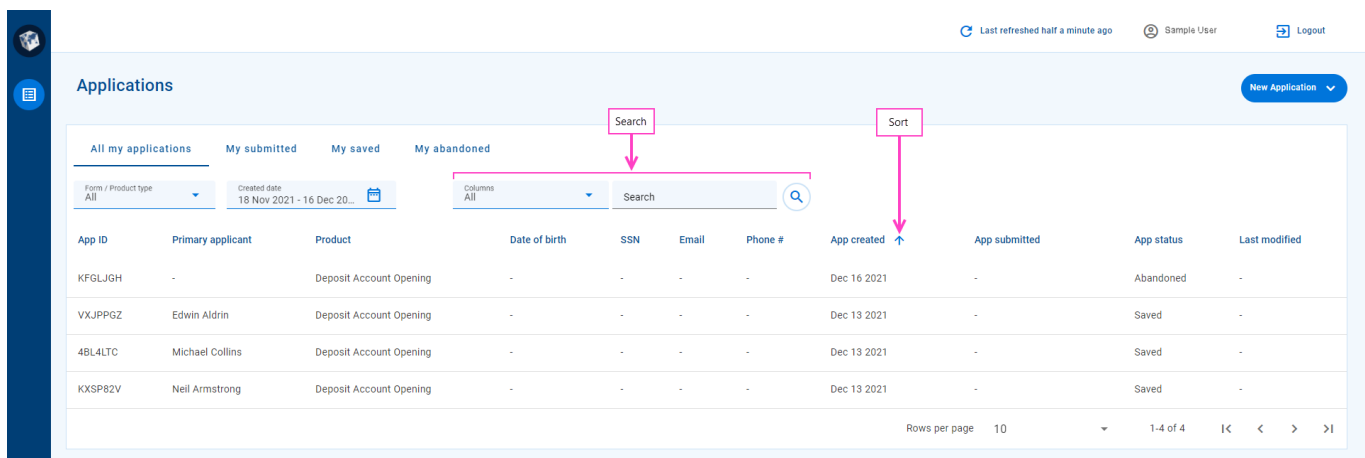 Last refreshed half a minute ago Sample User Logout
Applications
New Application
Search Sort
All my applications My submitted My saved My abandoned
Form / Product type Created date Columns
All 18 Nov 2021 - 16 Dec 20... All Search
App ID Primary applicant Product Date of birth SSN Email Phone # App created App submitted App status Last modified
KFGLJGH - Deposit Account Opening - - - - Dec 16 2021 - Abandoned -
VXJPPGZ Edwin Aldrin Deposit Account Opening - - - - Dec 13 2021 - Saved -
4BL4LTC Michael Collins Deposit Account Opening - - - - Dec 13 2021 - Saved -
KXSP82V Neil Armstrong Deposit Account Opening - - - - Dec 13 2021 - Saved -
Rows per page 10 1-4 of 4